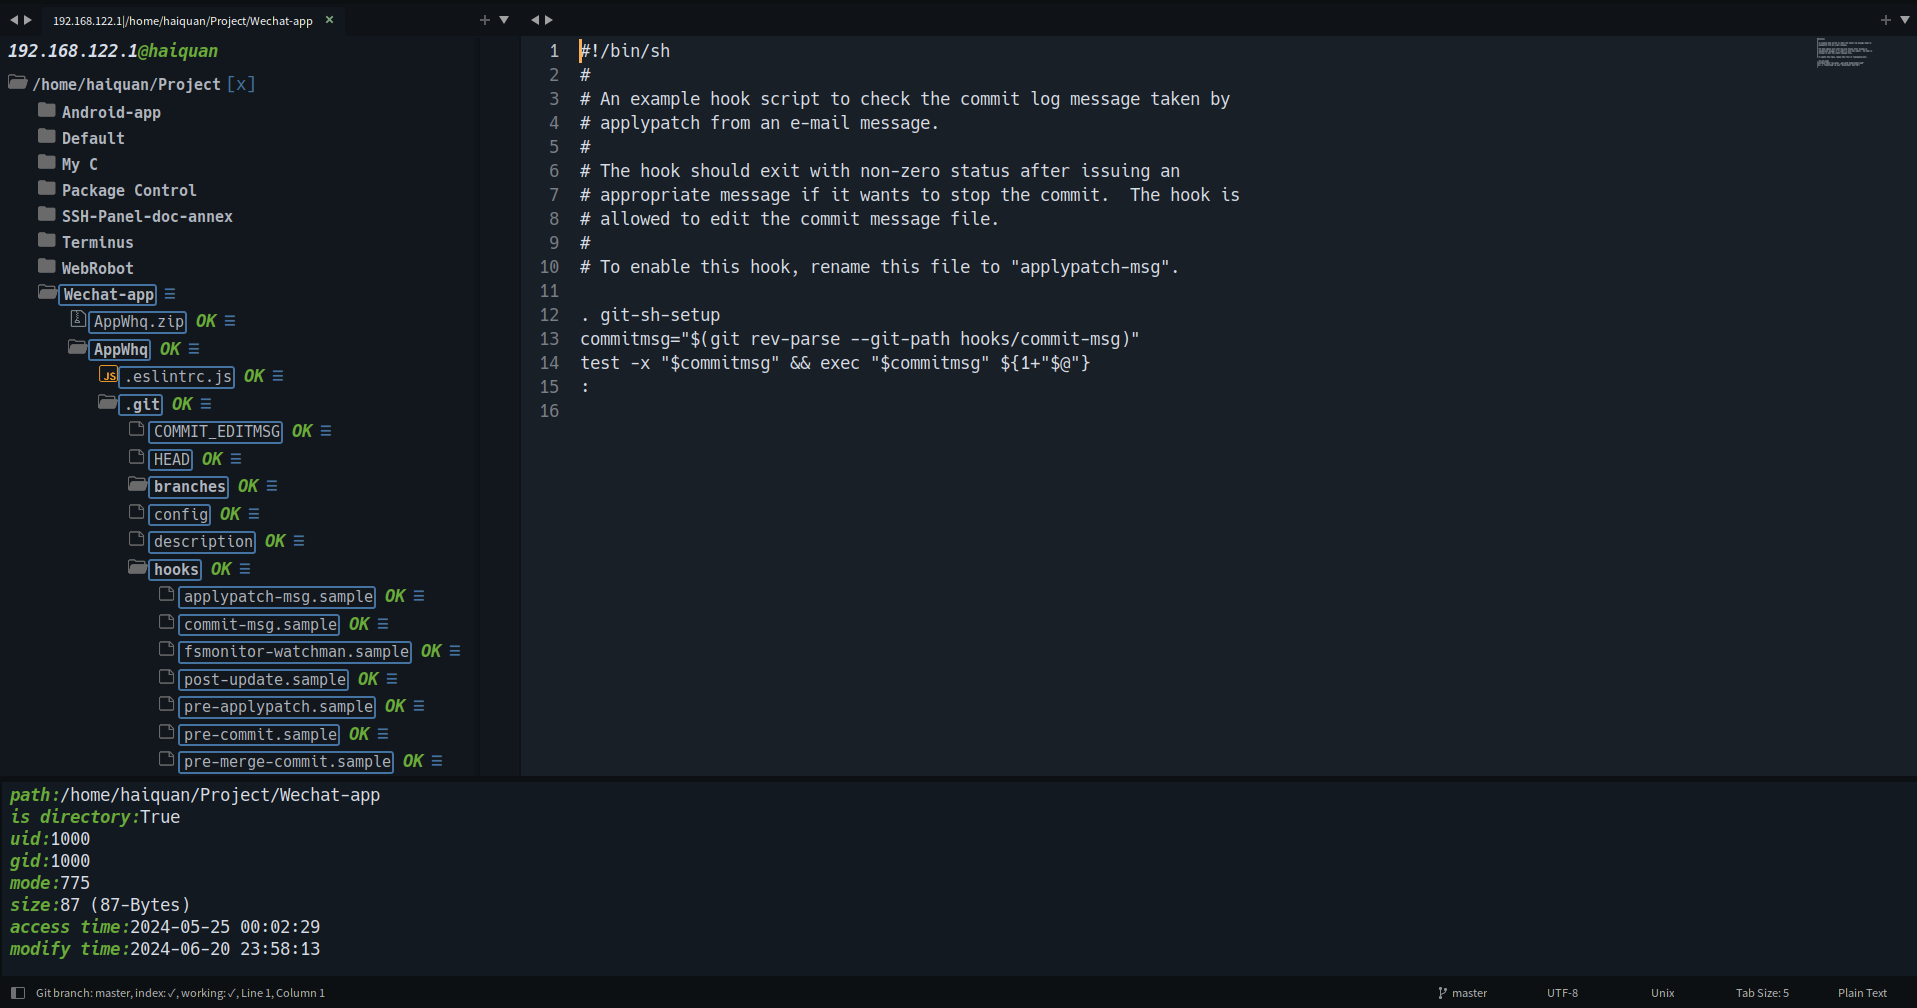 192.168.122.1|/home/haiquan/Project/Wechat-app ×
192.168.122.1@haiquan
/home/haiquan/Project [x]
Android-app
Default
My C
Package Control
SSH-Panel-doc-annex
Terminus
WebRobot
Wechat-app ☰
AppWhq.zip OK ☰
AppWhq OK ☰
JS .eslintrc.js OK ☰
.git OK ☰
COMMIT_EDITMSG OK ☰
HEAD OK ☰
branches OK ☰
config OK ☰
description OK ☰
hooks OK ☰
applypatch-msg.sample OK ☰
commit-msg.sample OK ☰
fsmonitor-watchman.sample OK ☰
post-update.sample OK ☰
pre-applypatch.sample OK ☰
pre-commit.sample OK ☰
pre-merge-commit.sample OK ☰
1 #!/bin/sh
2 #
3 # An example hook script to check the commit log message taken by
4 # applypatch from an e-mail message.
5 #
6 # The hook should exit with non-zero status after issuing an
7 # appropriate message if it wants to stop the commit.  The hook is
8 # allowed to edit the commit message file.
9 #
10 # To enable this hook, rename this file to "applypatch-msg".
11
12 . git-sh-setup
13 commitmsg="$(git rev-parse --git-path hooks/commit-msg)"
14 test -x "$commitmsg" && exec "$commitmsg" ${1+"$@"}
15 :
16
path:/home/haiquan/Project/Wechat-app
is directory:True
uid:1000
gid:1000
mode:775
size:87 (87-Bytes)
access time:2024-05-25 00:02:29
modify time:2024-06-20 23:58:13
Git branch: master, index: ✓, working: ✓, Line 1, Column 1
master
UTF-8
Unix
Tab Size: 5
Plain Text